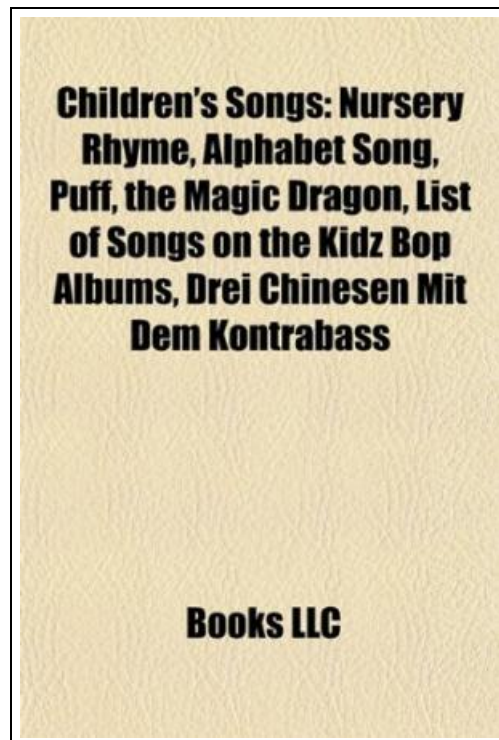 Children's Songs: Nursery
Rhyme, Alphabet Song,
Puff, the Magic Dragon, List
of Songs on the Kidz Bop
Albums, Drei Chinesen Mit
Dem Kontrabass
Books LLC